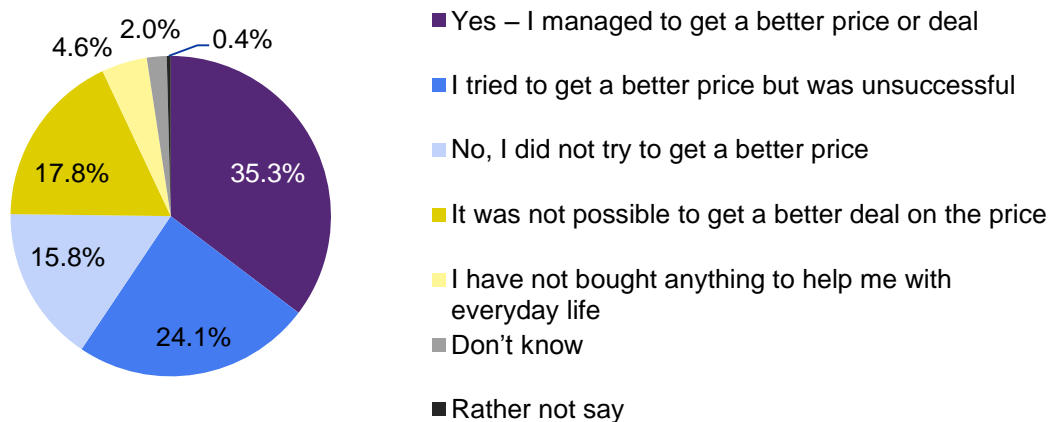 2.0%
0.4%
4.6%
35.3%
17.8%
15.8%
24.1%
Yes – I managed to get a better price or deal
I tried to get a better price but was unsuccessful
No, I did not try to get a better price
It was not possible to get a better deal on the price
I have not bought anything to help me with
everyday life
Don't know
Rather not say